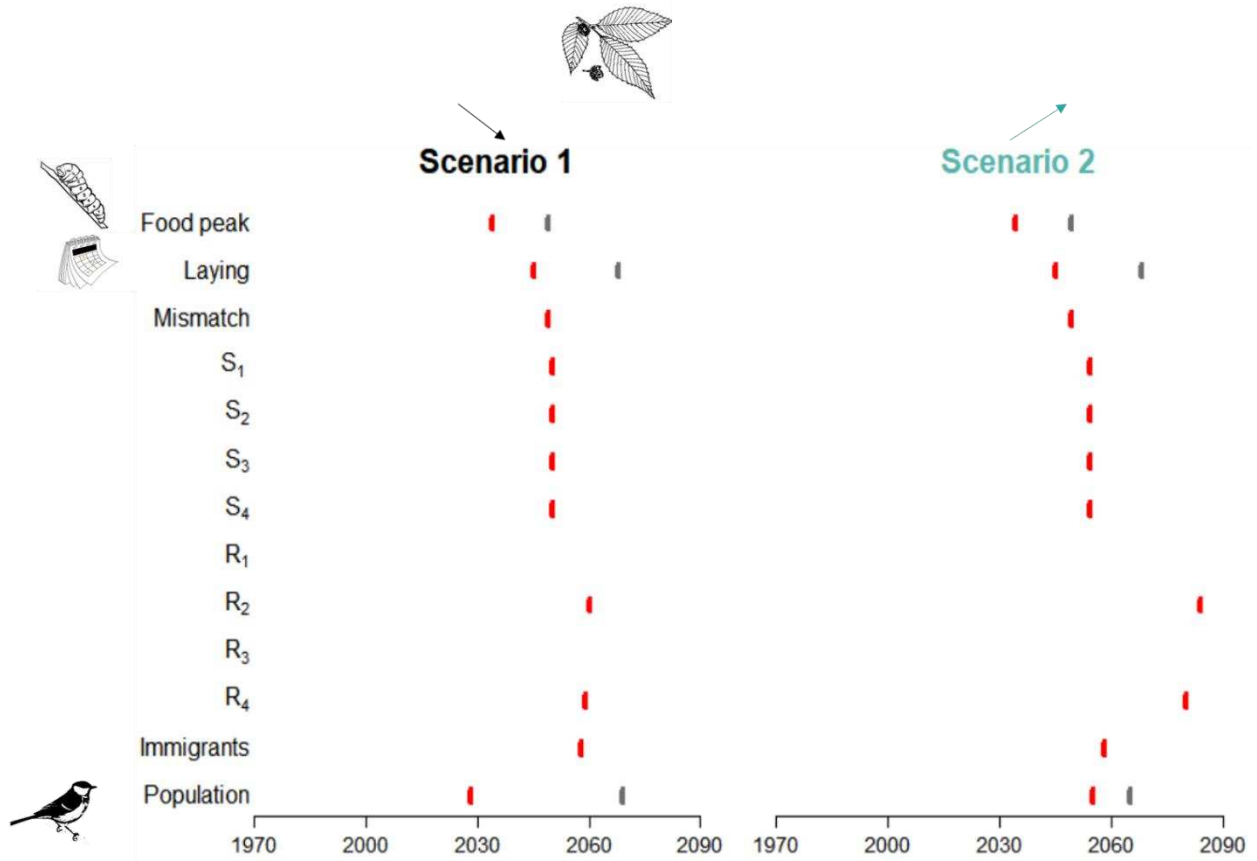 Scenario 1
Scenario 2
Food peak
Laying
Mismatch
S1
S2
S3
S4
R1
R2
R3
R4
Immigrants
Population
1970 2000 2030 2060 2090
1970 2000 2030 2060 2090